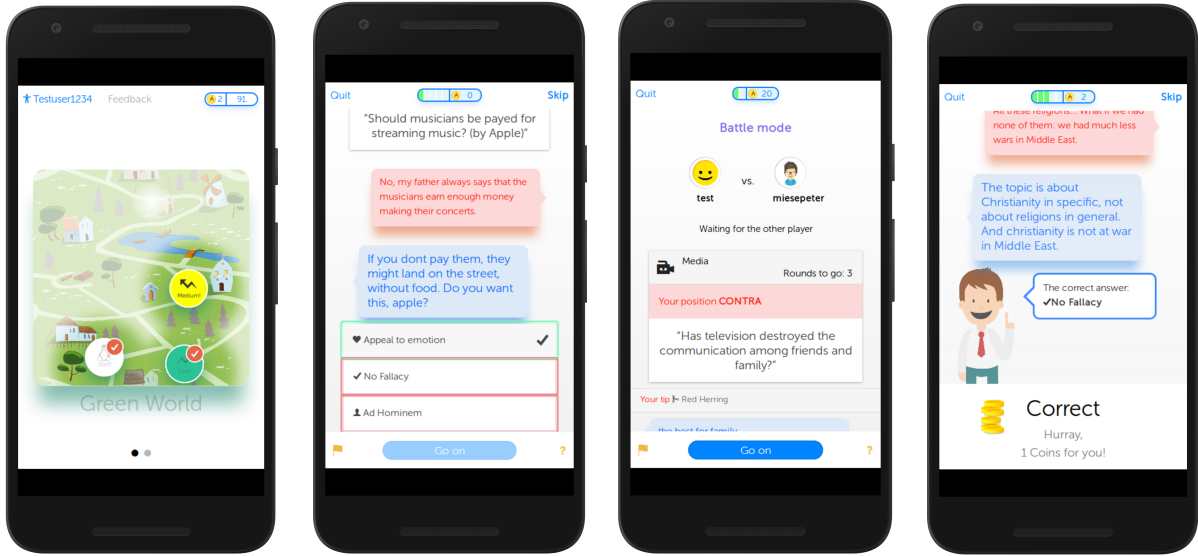 Testuser1234 Feedback 2 91
Medium!
Start
Easy!
Green World
Quit 0 Skip
"Should musicians be payed for
streaming music? (by Apple)"
No, my father always says that the
musicians earn enough money
making their concerts.
If you dont pay them, they
might land on the street,
without food. Do you want
this, apple?
Appeal to emotion
No Fallacy
Ad Hominem
Go on ?
Quit 20
Battle mode
vs.
test miesepeter
Waiting for the other player
Media
Rounds to go: 3
Your position CONTRA
"Has television destroyed the
communication among friends and
family?"
Your tip Red Herring
the best for family
Go on ?
Quit 2 Skip
All these religions... What if we had
none of them: we had much less
wars in Middle East.
The topic is about
Christianity in specific, not
about religions in general.
And christianity is not at war
in Middle East.
The correct answer:
No Fallacy
Correct
Hurray,
1 Coins for you!